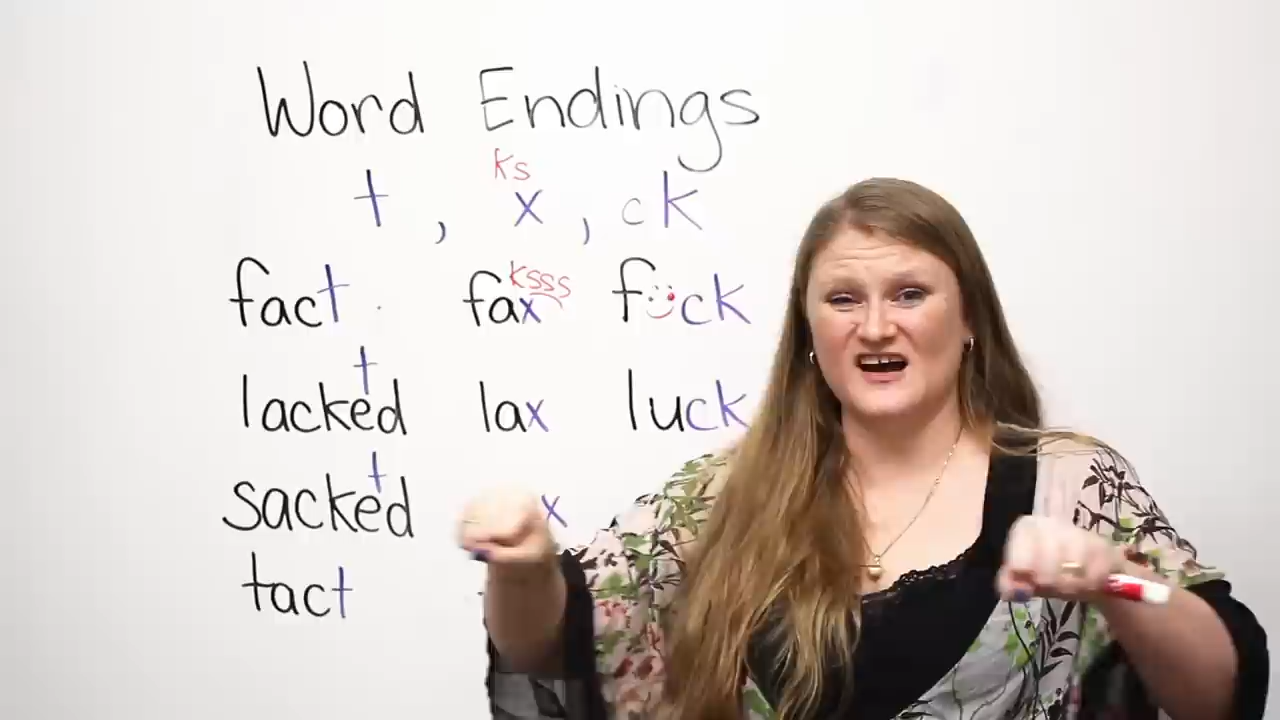 Word Endings
ks
t , x , ck
ksss
fact fax f ck
t
lacked lax luck
t
sacked x
tact